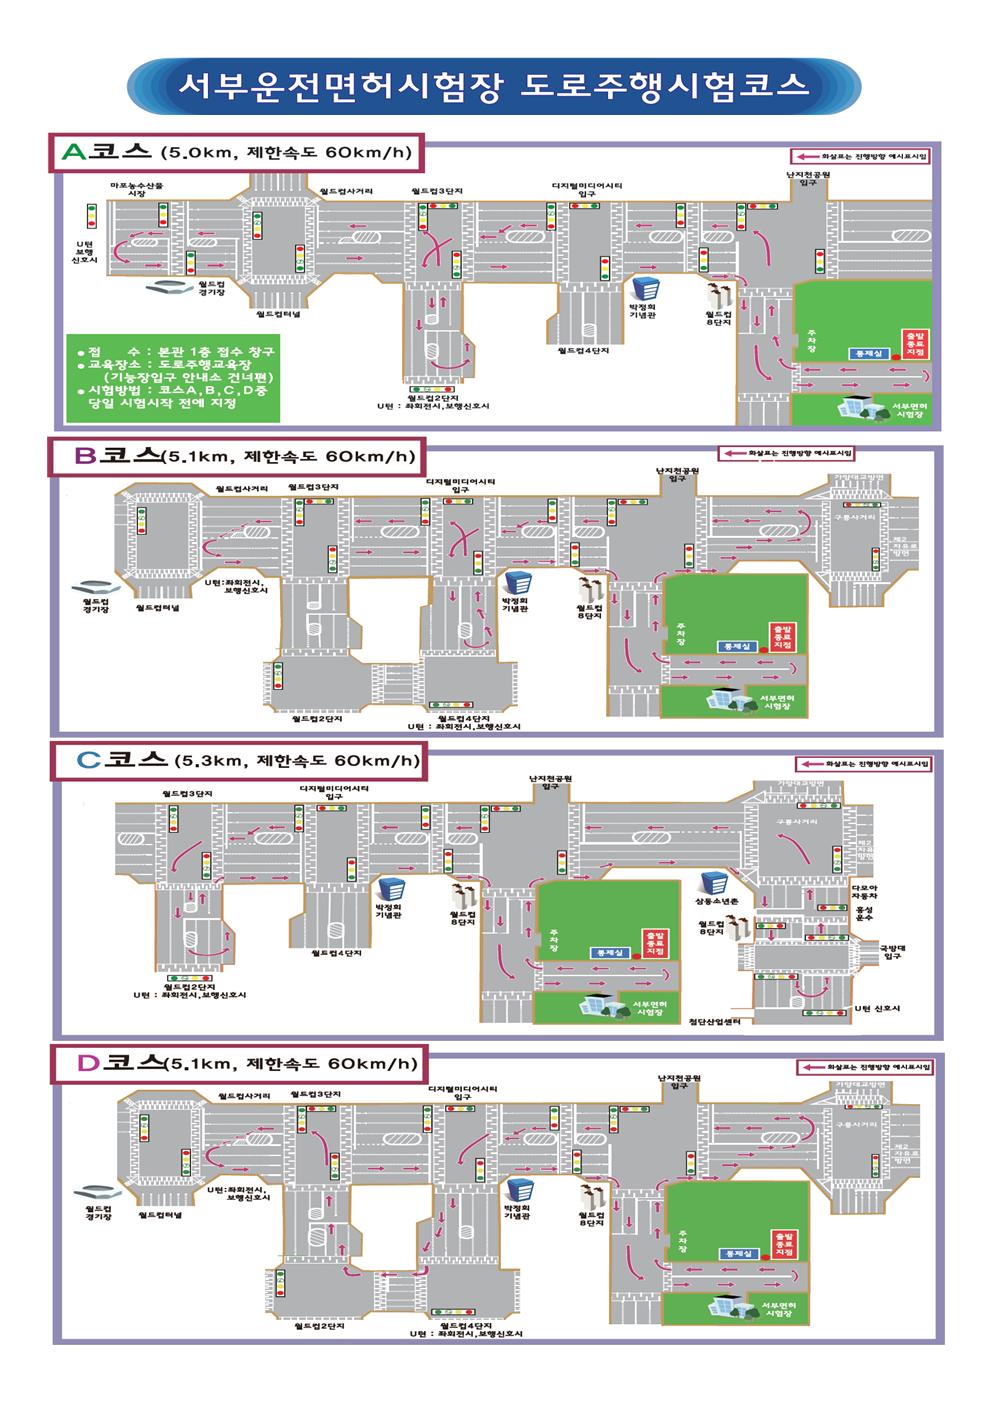 서부운전면허시험장 도로주행시험코스
A코스 (5.0km, 제한속도 60km/h)
화살표는 진행방향 예시표시임
마포농수산물
시장
월드컵사거리
월드컵3단지
디지털미디어시티
입구
난지천공원
입구
U턴
보행
신호시
월드컵
경기장
월드컵터널
박정희
기념관
월드컵
8단지
월드컵4단지
주차장
통제실
출발
종료
지점
서부면허
시험장
월드컵2단지
U턴 : 좌회전시,보행신호시
● 접 수 : 본관 1층 접수 창구
● 교육장소 : 도로주행교육장
(기능장입구 안내소 건너편)
● 시험방법 : 코스A,B,C,D중
당일 시험시작 전에 지정
B코스(5.1km, 제한속도 60km/h)
화살표는 진행방향 예시표시임
월드컵사거리
월드컵3단지
디지털미디어시티
입구
난지천공원
입구
가양대교방면
구룡사거리
제2
자유로
방면
월드컵
경기장
월드컵터널
U턴:좌회전시,
보행신호시
박정희
기념관
월드컵
8단지
주차장
통제실
출발
종료
지점
서부면허
시험장
월드컵2단지
월드컵4단지
U턴 : 좌회전시,보행신호시
C코스 (5.3km, 제한속도 60km/h)
화살표는 진행방향 예시표시임
월드컵3단지
디지털미디어시티
입구
난지천공원
입구
가양대교방면
구룡사거리
제2
자유로
방면
박정희
기념관
월드컵
8단지
월드컵4단지
삼동소년촌
월드컵
8단지
다모아
자동차
홍성
운수
국방대
입구
주차장
통제실
출발
종료
지점
서부면허
시험장
월드컵2단지
U턴 : 좌회전시,보행신호시
U턴 신호시
첨단산업센터
D코스(5.1km, 제한속도 60km/h)
화살표는 진행방향 예시표시임
월드컵사거리
월드컵3단지
디지털미디어시티
입구
난지천공원
입구
가양대교방면
구룡사거리
제2
자유로
방면
월드컵
경기장
월드컵터널
U턴:좌회전시,
보행신호시
박정희
기념관
월드컵
8단지
주차장
통제실
출발
종료
지점
서부면허
시험장
월드컵2단지
월드컵4단지
U턴 : 좌회전시,보행신호시